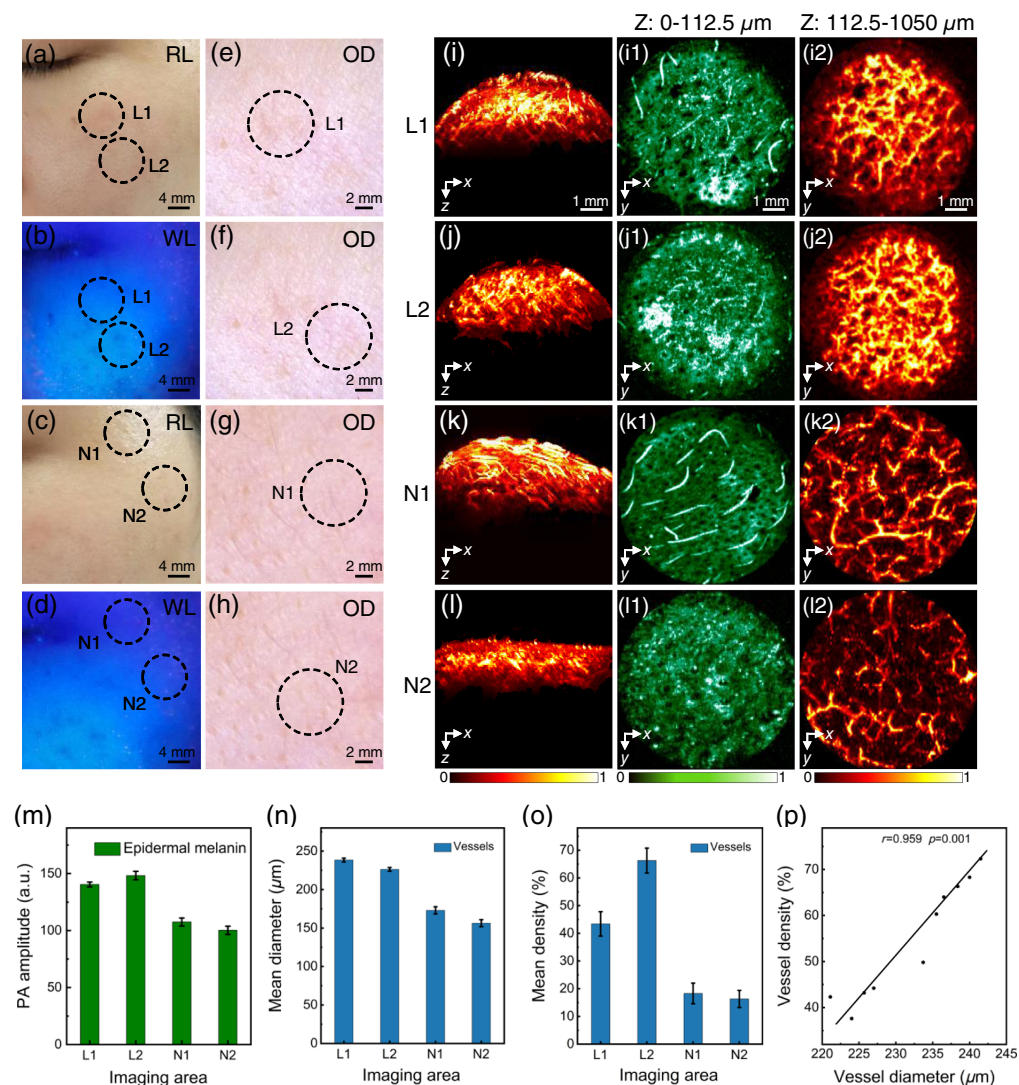 Z: 0-112.5 µm
Z: 112.5-1050 µm
(a)
RL
L1
L2
4 mm
(e)
OD
L1
2 mm
L1
(i)
x
z
1 mm
(i1)
x
y
1 mm
(i2)
x
y
1 mm
(b)
WL
L1
L2
4 mm
(f)
OD
L2
2 mm
L2
(j)
x
z
(j1)
x
y
(j2)
x
y
(c)
RL
N1
N2
4 mm
(g)
OD
N1
2 mm
N1
(k)
x
z
(k1)
x
y
(k2)
x
y
(d)
WL
N1
N2
4 mm
(h)
OD
N2
2 mm
N2
(l)
x
z
(l1)
x
y
(l2)
x
y
0 1
0 1
0 1
(m)
Epidermal melanin
PA amplitude (a.u.)
150
100
50
0
L1 L2 N1 N2
Imaging area
(n)
Vessels
Mean diameter (µm)
250
200
150
100
50
0
L1 L2 N1 N2
Imaging area
(o)
Vessels
Mean density (%)
70
60
50
40
30
20
10
0
L1 L2 N1 N2
Imaging area
(p)
r=0.959 p=0.001
Vessel density (%)
70
60
50
40
30
220 225 230 235 240 245
Vessel diameter (µm)